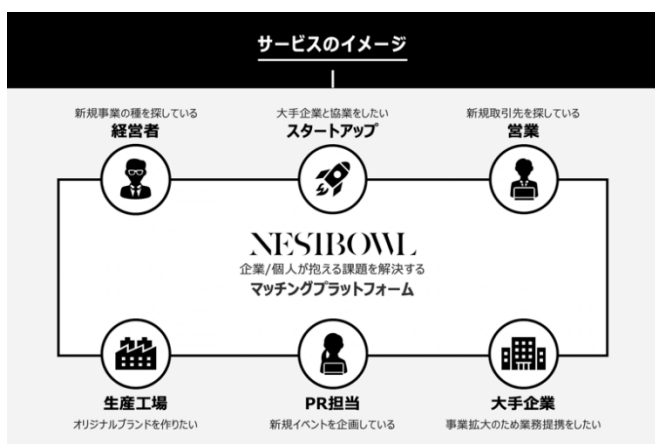 サービスのイメージ
新規事業の種を探している
経営者
大手企業と協業をしたい
スタートアップ
新規取引先を探している
営業
NESTBOWL
企業/個人が抱える課題を解決する
マッチングプラットフォーム
生産工場
オリジナルブランドを作りたい
PR担当
新規イベントを企画している
大手企業
事業拡大のため業務提携をしたい